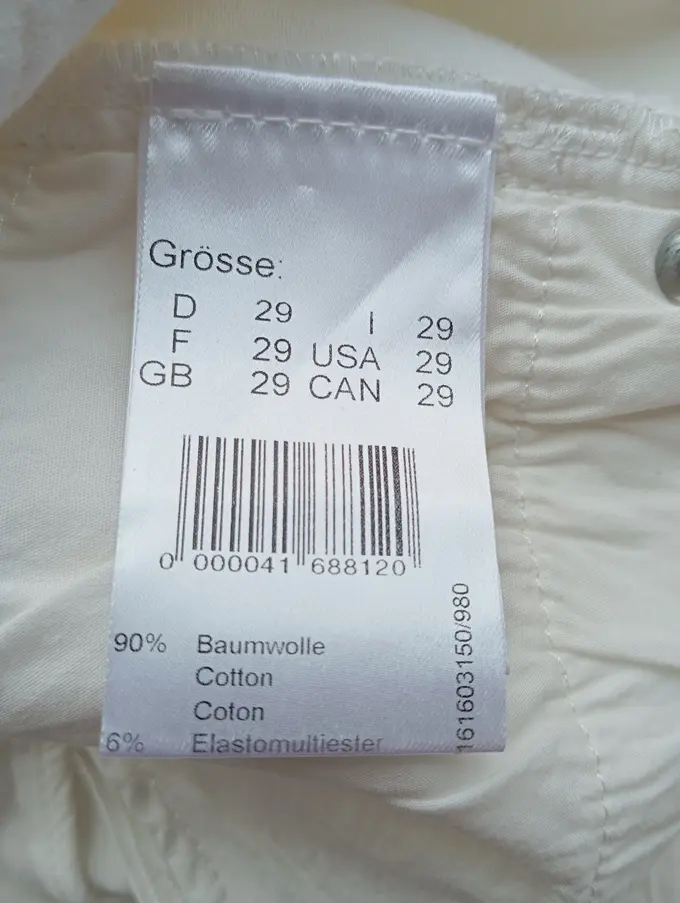 Grösse:
D 29 I 29
F 29 USA 29
GB 29 CAN 29
0 000041 688120
90% Baumwolle
Cotton
Coton
6% Elastomultiester
161603150/980